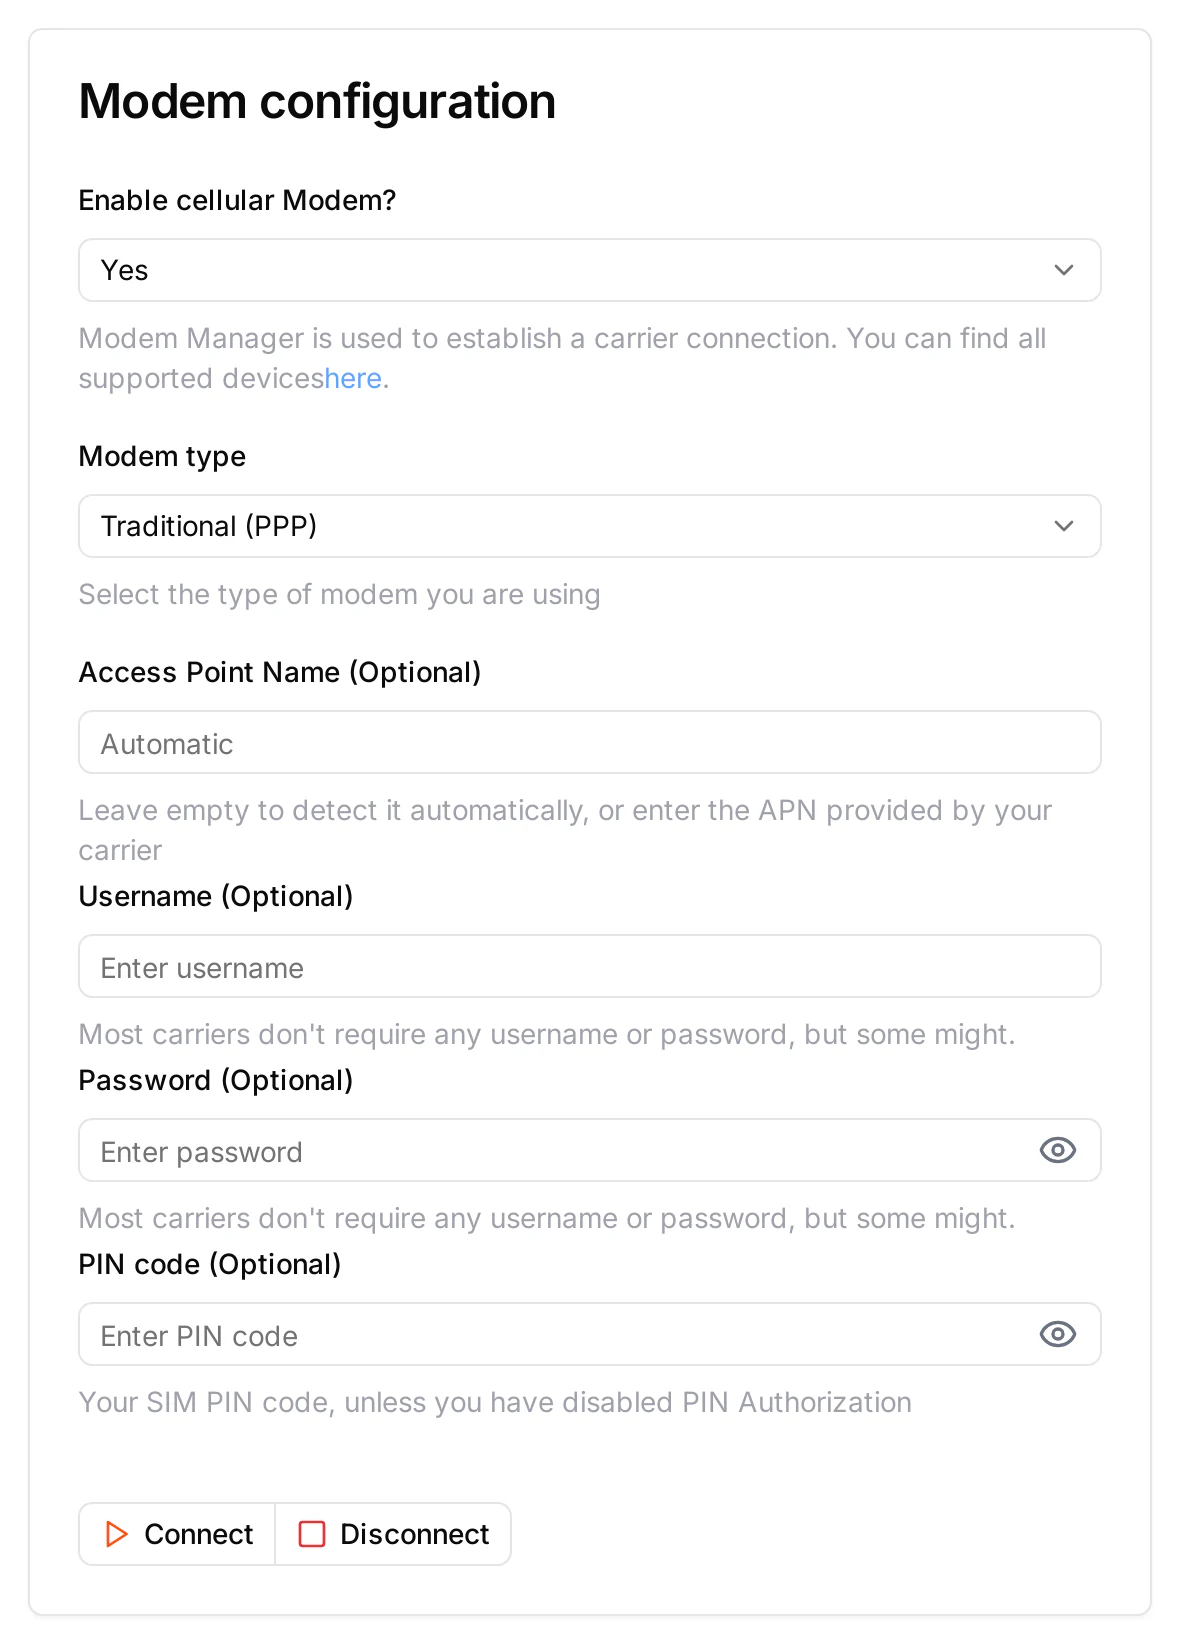 Modem configuration
Enable cellular Modem?
Yes
Modem Manager is used to establish a carrier connection. You can find all
supported deviceshere.
Modem type
Traditional (PPP)
Select the type of modem you are using
Access Point Name (Optional)
Automatic
Leave empty to detect it automatically, or enter the APN provided by your
carrier
Username (Optional)
Enter username
Most carriers don't require any username or password, but some might.
Password (Optional)
Enter password
Most carriers don't require any username or password, but some might.
PIN code (Optional)
Enter PIN code
Your SIM PIN code, unless you have disabled PIN Authorization
Connect Disconnect